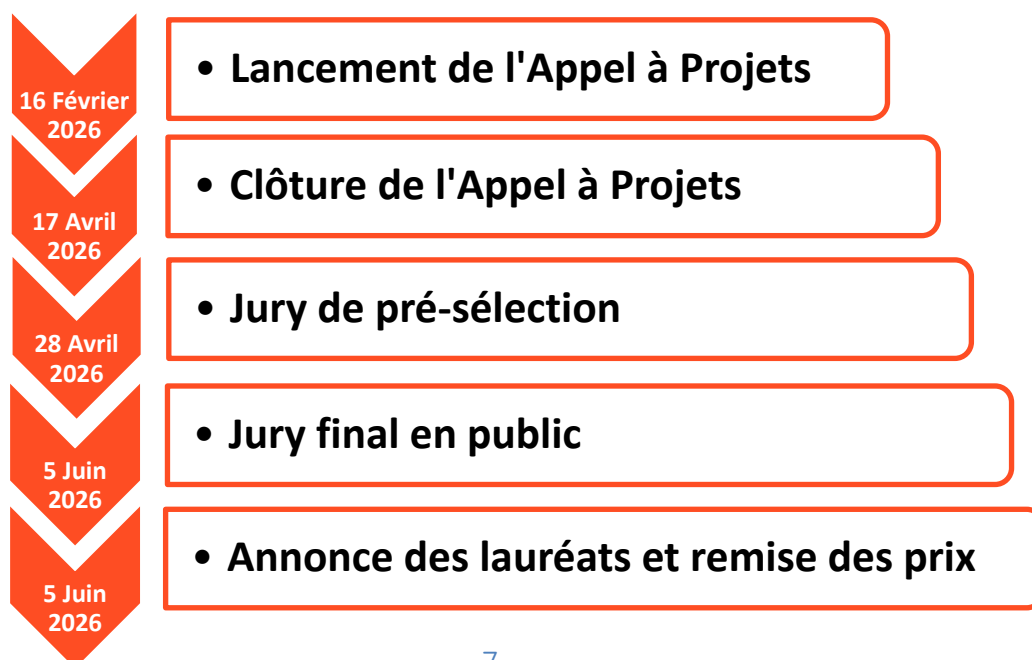 16 Février
2026
• Lancement de l'Appel à Projets
17 Avril
2026
• Clôture de l'Appel à Projets
28 Avril
2026
• Jury de pré-sélection
5 Juin
2026
• Jury final en public
5 Juin
2026
• Annonce des lauréats et remise des prix
7